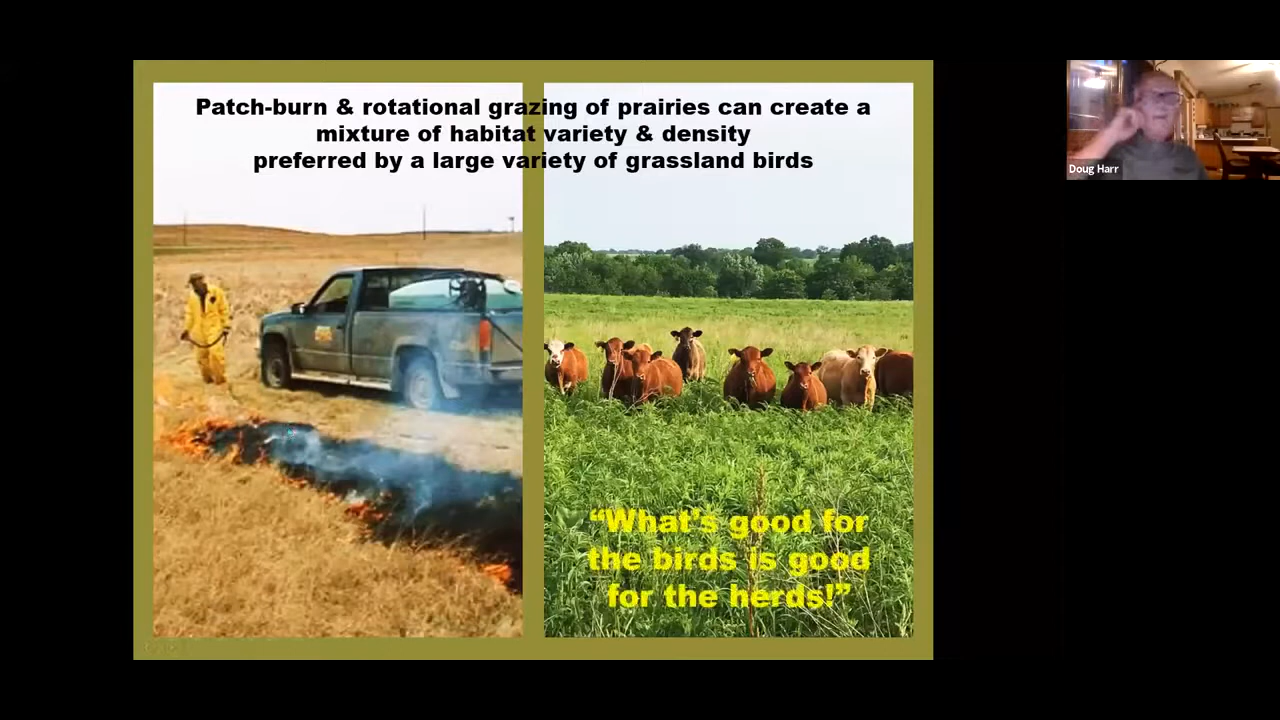 Patch-burn & rotational grazing of prairies can create a
mixture of habitat variety & density
preferred by a large variety of grassland birds
“What's good for
the birds is good
for the herds!”
Doug Harr